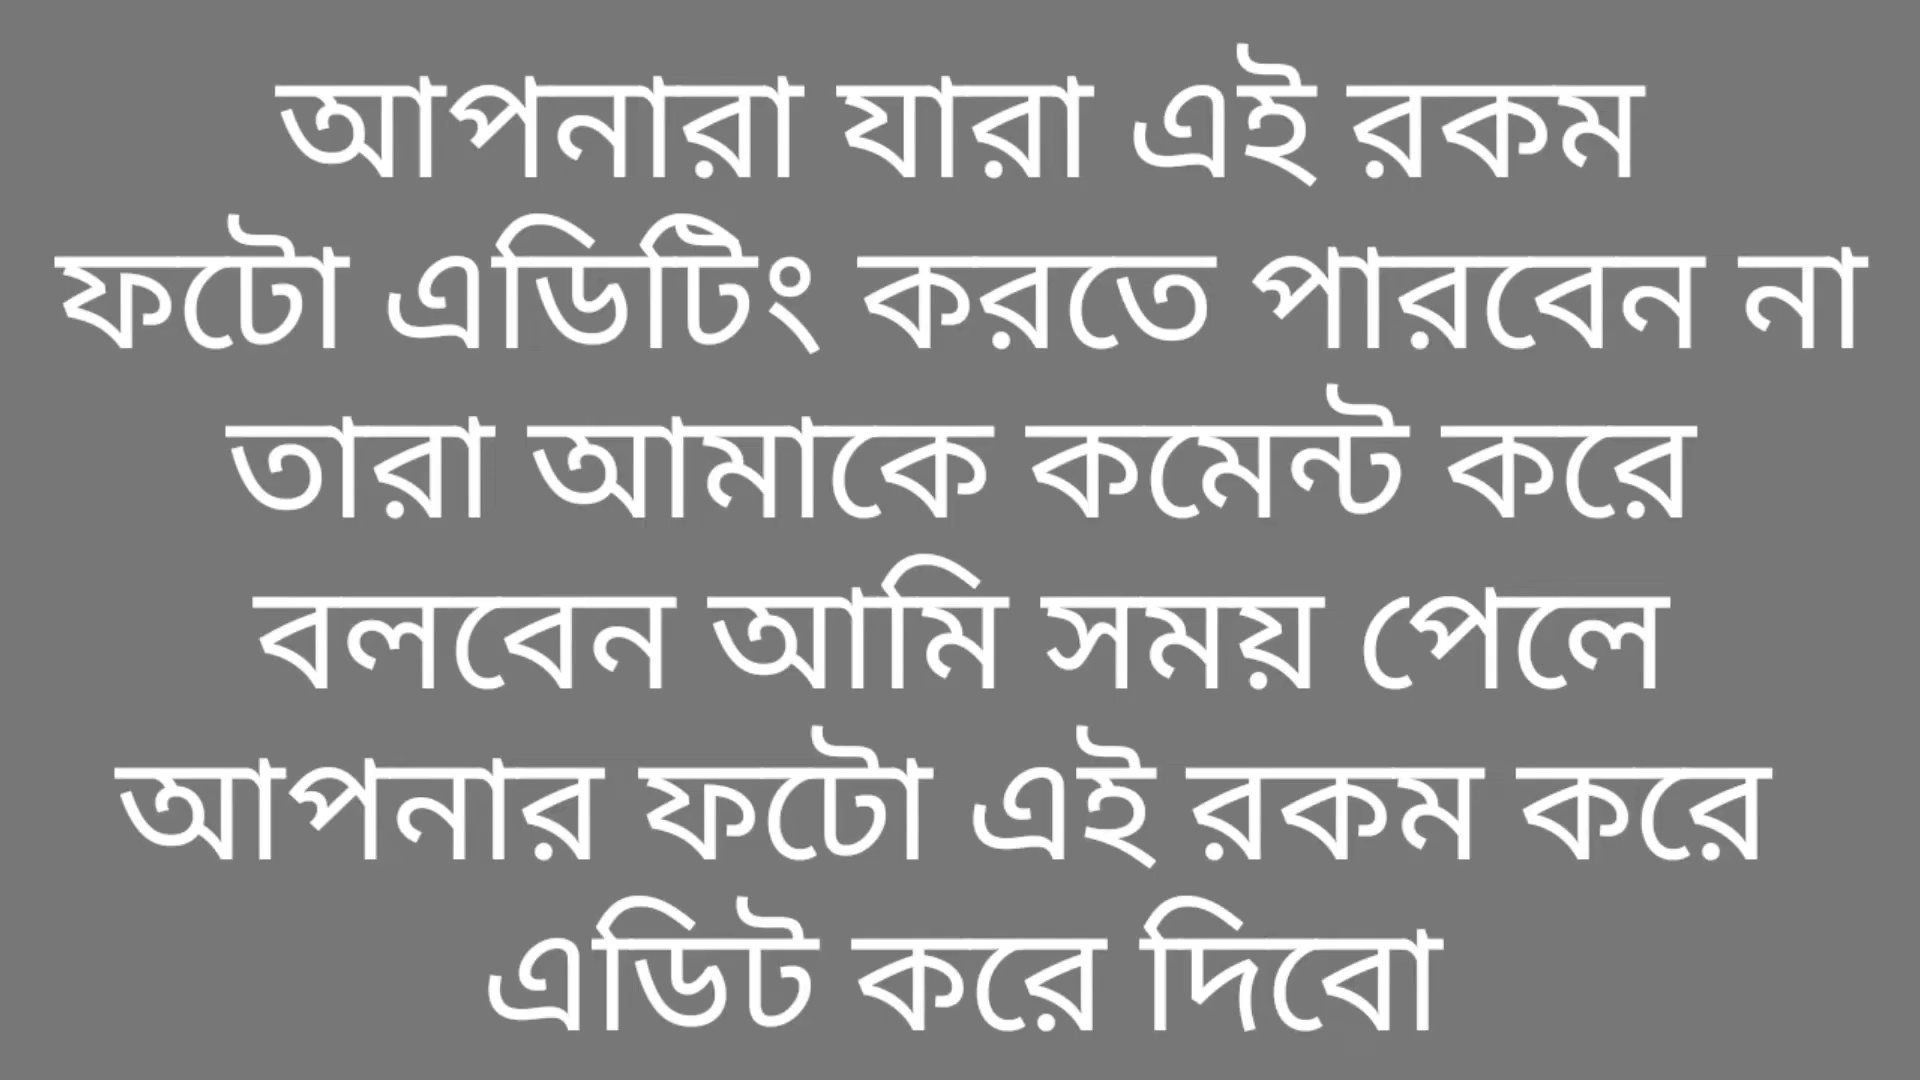 আপনারা যারা এই রকম
ফটো এডিটিং করতে পারবেন না
তারা আমাকে কমেন্ট করে
বলবেন আমি সময় পেলে
আপনার ফটো এই রকম করে
এডিট করে দিবো